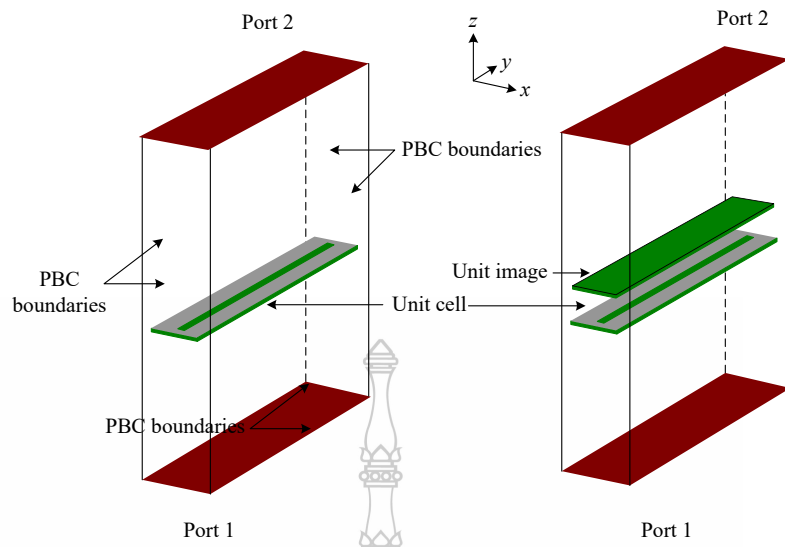 Port 2
Port 2
z
y
x
PBC boundaries
PBC
boundaries
Unit image
Unit cell
PBC boundaries
Port 1
Port 1